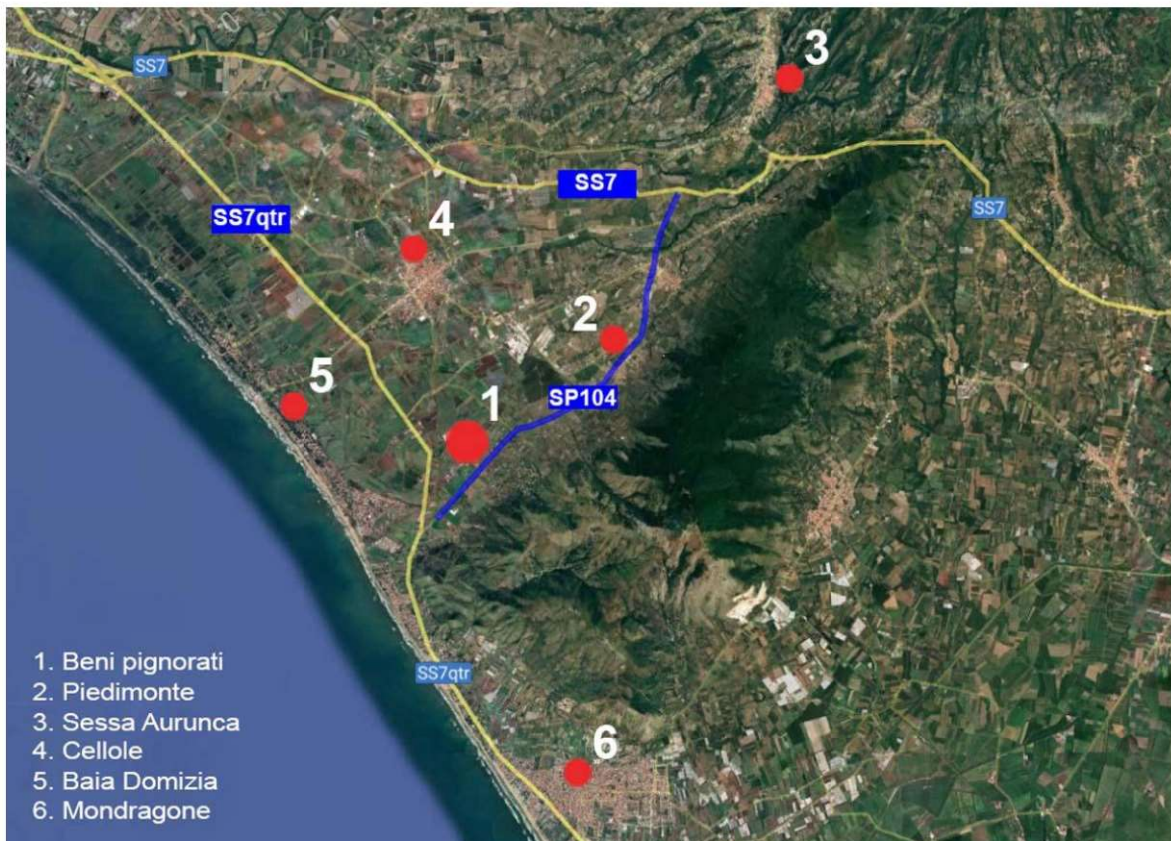 3
SS7
SS7
SS7qtr
4
SS7
2
5
SP104
1
1. Beni pignorati
2. Piedimonte
3. Sessa Aurunca
4. Cellole
5. Baia Domizia
6. Mondragone
SS7qtr
6